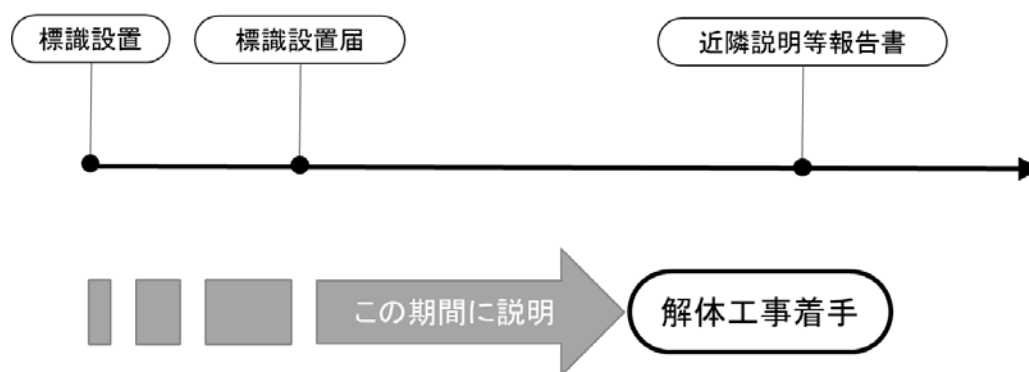 標識設置
標識設置届
近隣説明等報告書
この期間に説明
解体工事着手